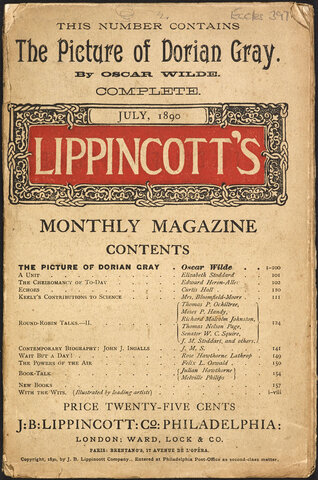 Eccles 397
THIS NUMBER CONTAINS
The Picture of Dorian Gray.
By OSCAR WILDE.
COMPLETE.
JULY, 1890
LIPPINCOTT'S
MONTHLY MAGAZINE
CONTENTS
THE PICTURE OF DORIAN GRAY . . Oscar Wilde . . . 1-100
A Unit . . . Elizabeth Stoddard . . 101
The Cheiromancy of To-Day . . . Edward Heron-Allen . 102
Echoes . . . Curtis Hall . . 110
Keely's Contributions to Science . . . Mrs. Bloomfield-Moore . 111
Round-Robin Talks.—II. . . . Thomas P. Ochiltree,
Moses P. Handy,
Richard Malcolm Johnston,
Thomas Nelson Page,
Senator W. C. Squire,
J. M. Stoddart, and others. 124
Contemporary Biography: John J. Ingalls . J. M. S. . . 141
Wait But a Day! . . . Rose Hawthorne Lathrop . 149
The Powers of the Air . . . Felix L. Oswald . . 150
Book-Talk . . . Julian Hawthorne
Melville Philips . . 154
New Books . . . 157
With the Wits. (Illustrated by leading artists) . . . i-viii
PRICE TWENTY-FIVE CENTS
J:B:LIPPINCOTT:Co:PHILADELPHIA:
LONDON: WARD, LOCK & CO.
PARIS: BRENTANO'S, 17 AVENUE DE L'OPÉRA.
Copyright, 1890, by J. B. Lippincott Company. Entered at Philadelphia Post-Office as second-class matter.